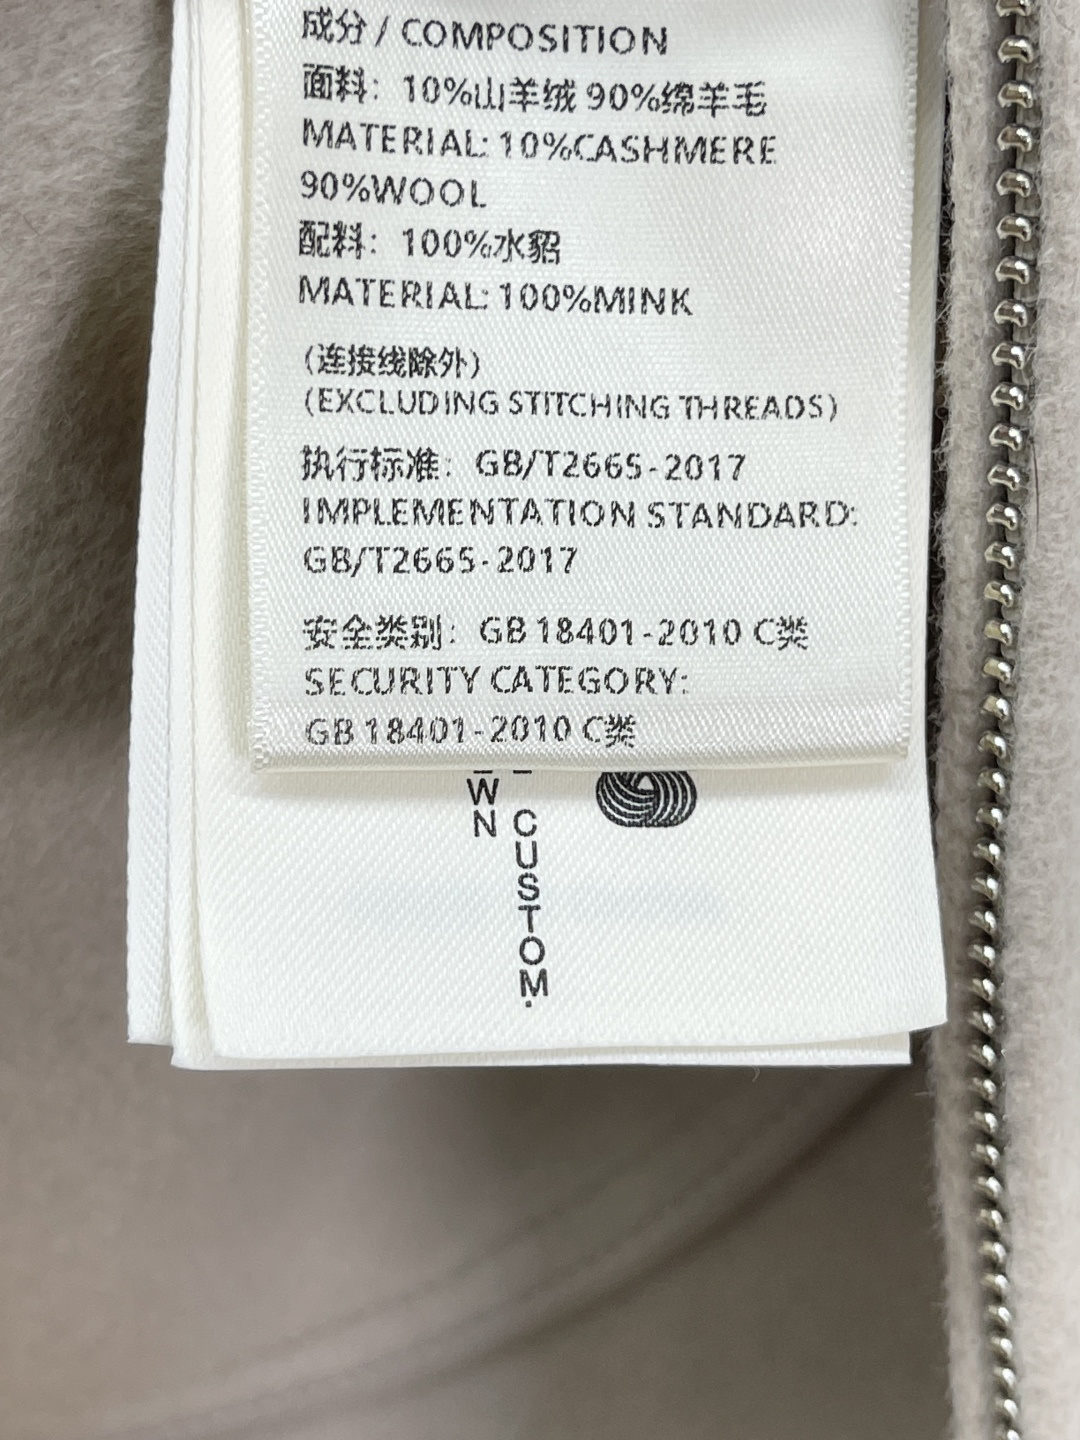 成分 / COMPOSITION
面料：10%山羊绒 90%绵羊毛
MATERIAL: 10%CASHMERE
90%WOOL
配料：100%水貂
MATERIAL: 100%MINK
(连接线除外)
(EXCLUDING STITCHING THREADS)
执行标准：GB/T2665-2017
IMPLEMENTATION STANDARD:
GB/T2665-2017
安全类别：GB 18401-2010 C类
SECURITY CATEGORY:
GB 18401-2010 C类
WN
CUSTOM.